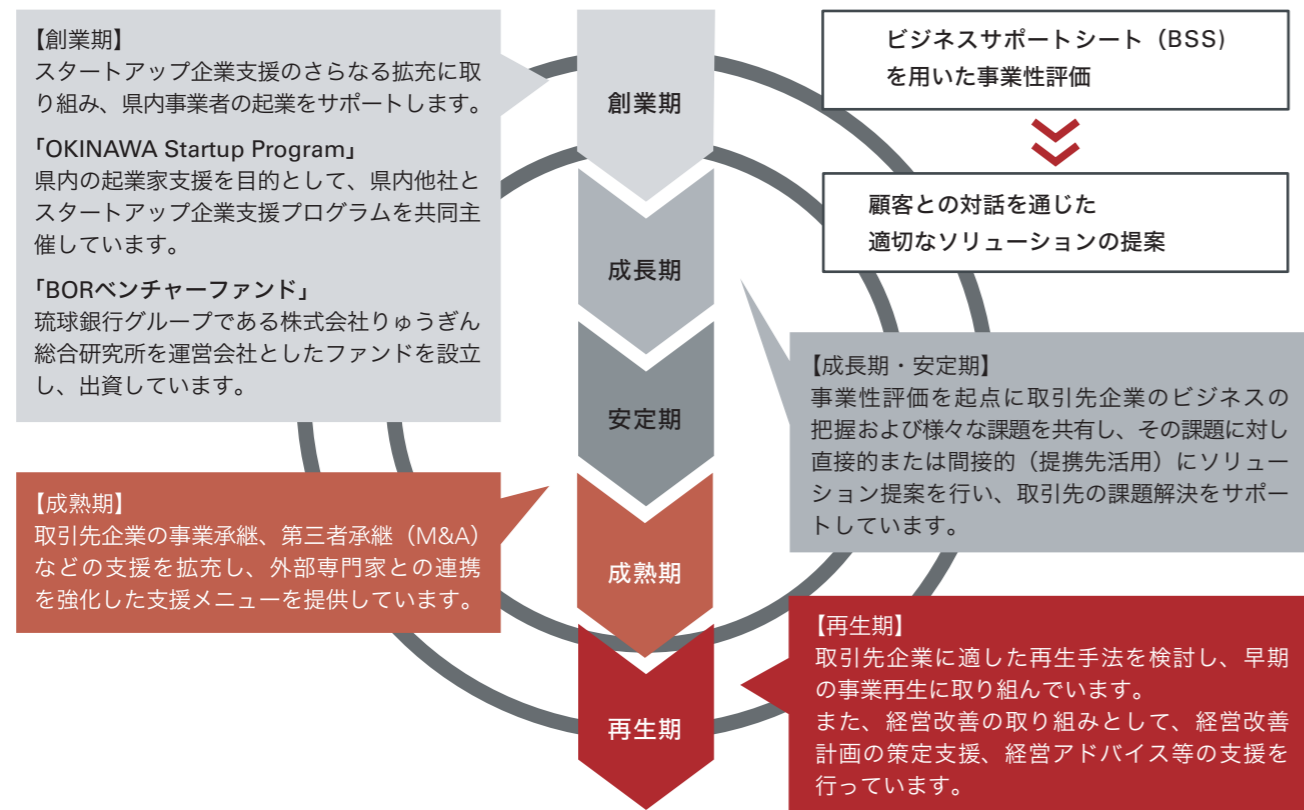 【創業期】
スタートアップ企業支援のさらなる拡充に取
り組み、県内事業者の起業をサポートします。
「OKINAWA Startup Program」
県内の起業家支援を目的として、県内他社と
スタートアップ企業支援プログラムを共同主
催しています。
「BORベンチャーファンド」
琉球銀行グループである株式会社りゅうぎん
総合研究所を運営会社としたファンドを設立
し、出資しています。
【成熟期】
取引先企業の事業承継、第三者承継（M&A）
などの支援を拡充し、外部専門家との連携
を強化した支援メニューを提供しています。
創業期
成長期
安定期
成熟期
再生期
ビジネスサポートシート（BSS）
を用いた事業性評価
顧客との対話を通じた
適切なソリューションの提案
【成長期・安定期】
事業性評価を起点に取引先企業のビジネスの
把握および様々な課題を共有し、その課題に対し
直接的または間接的（提携先活用）にソリュー
ション提案を行い、取引先の課題解決をサポー
トしています。
【再生期】
取引先企業に適した再生手法を検討し、早期
の事業再生に取り組んでいます。
また、経営改善の取り組みとして、経営改善
計画の策定支援、経営アドバイス等の支援を
行っています。